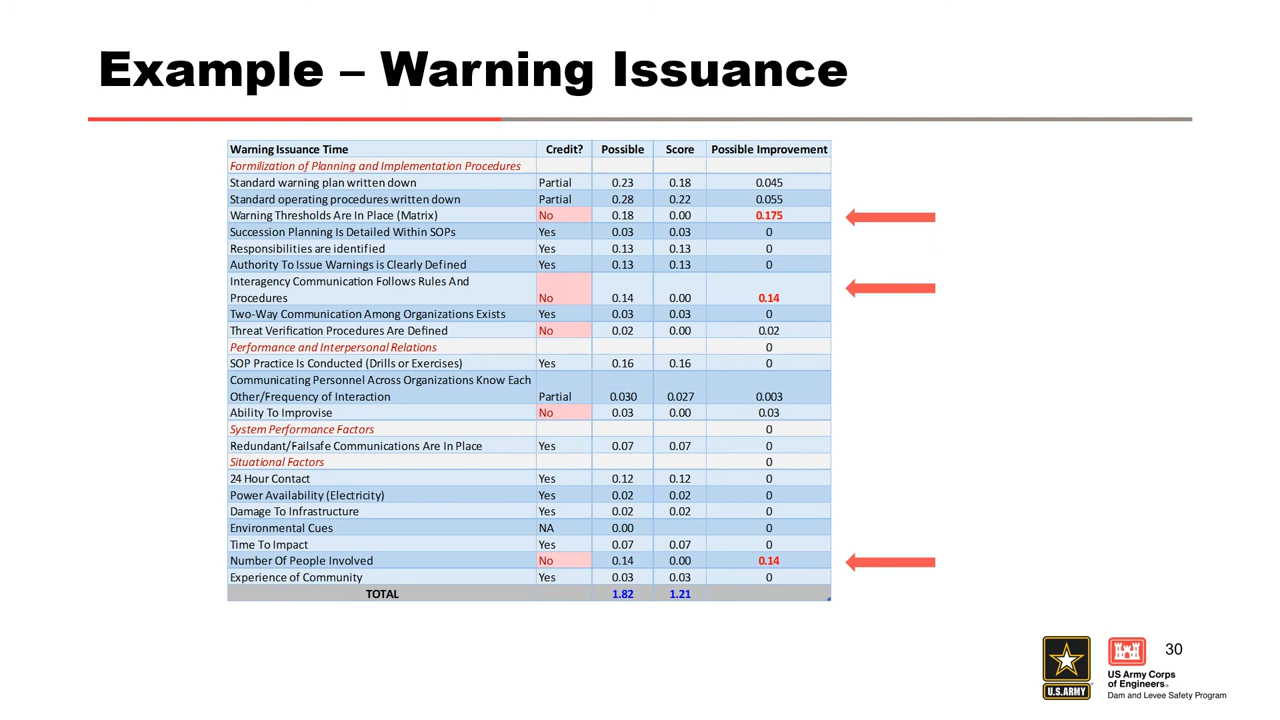 Example – Warning Issuance
Warning Issuance Time Credit? Possible Score Possible Improvement
Formilization of Planning and Implementation Procedures
Standard warning plan written down Partial 0.23 0.18 0.045
Standard operating procedures written down Partial 0.28 0.22 0.055
Warning Thresholds Are In Place (Matrix) No 0.18 0.00 0.175
Succession Planning Is Detailed Within SOPs Yes 0.03 0.03 0
Responsibilities are identified Yes 0.13 0.13 0
Authority To Issue Warnings is Clearly Defined Yes 0.13 0.13 0
Interagency Communication Follows Rules And
Procedures No 0.14 0.00 0.14
Two-Way Communication Among Organizations Exists Yes 0.03 0.03 0
Threat Verification Procedures Are Defined No 0.02 0.00 0.02
Performance and Interpersonal Relations 0
SOP Practice Is Conducted (Drills or Exercises) Yes 0.16 0.16 0
Communicating Personnel Across Organizations Know Each
Other/Frequency of Interaction Partial 0.030 0.027 0.003
Ability To Improvise No 0.03 0.00 0.03
System Performance Factors 0
Redundant/Failsafe Communications Are In Place Yes 0.07 0.07 0
Situational Factors 0
24 Hour Contact Yes 0.12 0.12 0
Power Availability (Electricity) Yes 0.02 0.02 0
Damage To Infrastructure Yes 0.02 0.02 0
Environmental Cues NA 0.00 0
Time To Impact Yes 0.07 0.07 0
Number Of People Involved No 0.14 0.00 0.14
Experience of Community Yes 0.03 0.03 0
TOTAL 1.82 1.21
30
U.S.ARMY
US Army Corps
of Engineers®
Dam and Levee Safety Program